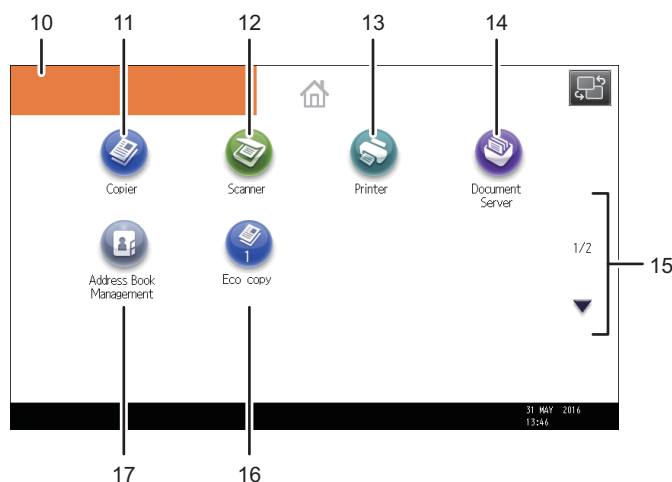 10 11 12 13 14
Copier Scanner Printer Document
Server
1/2
15
1
Address Book Eco copy
Management
31 MAY 2016
13:46
17 16